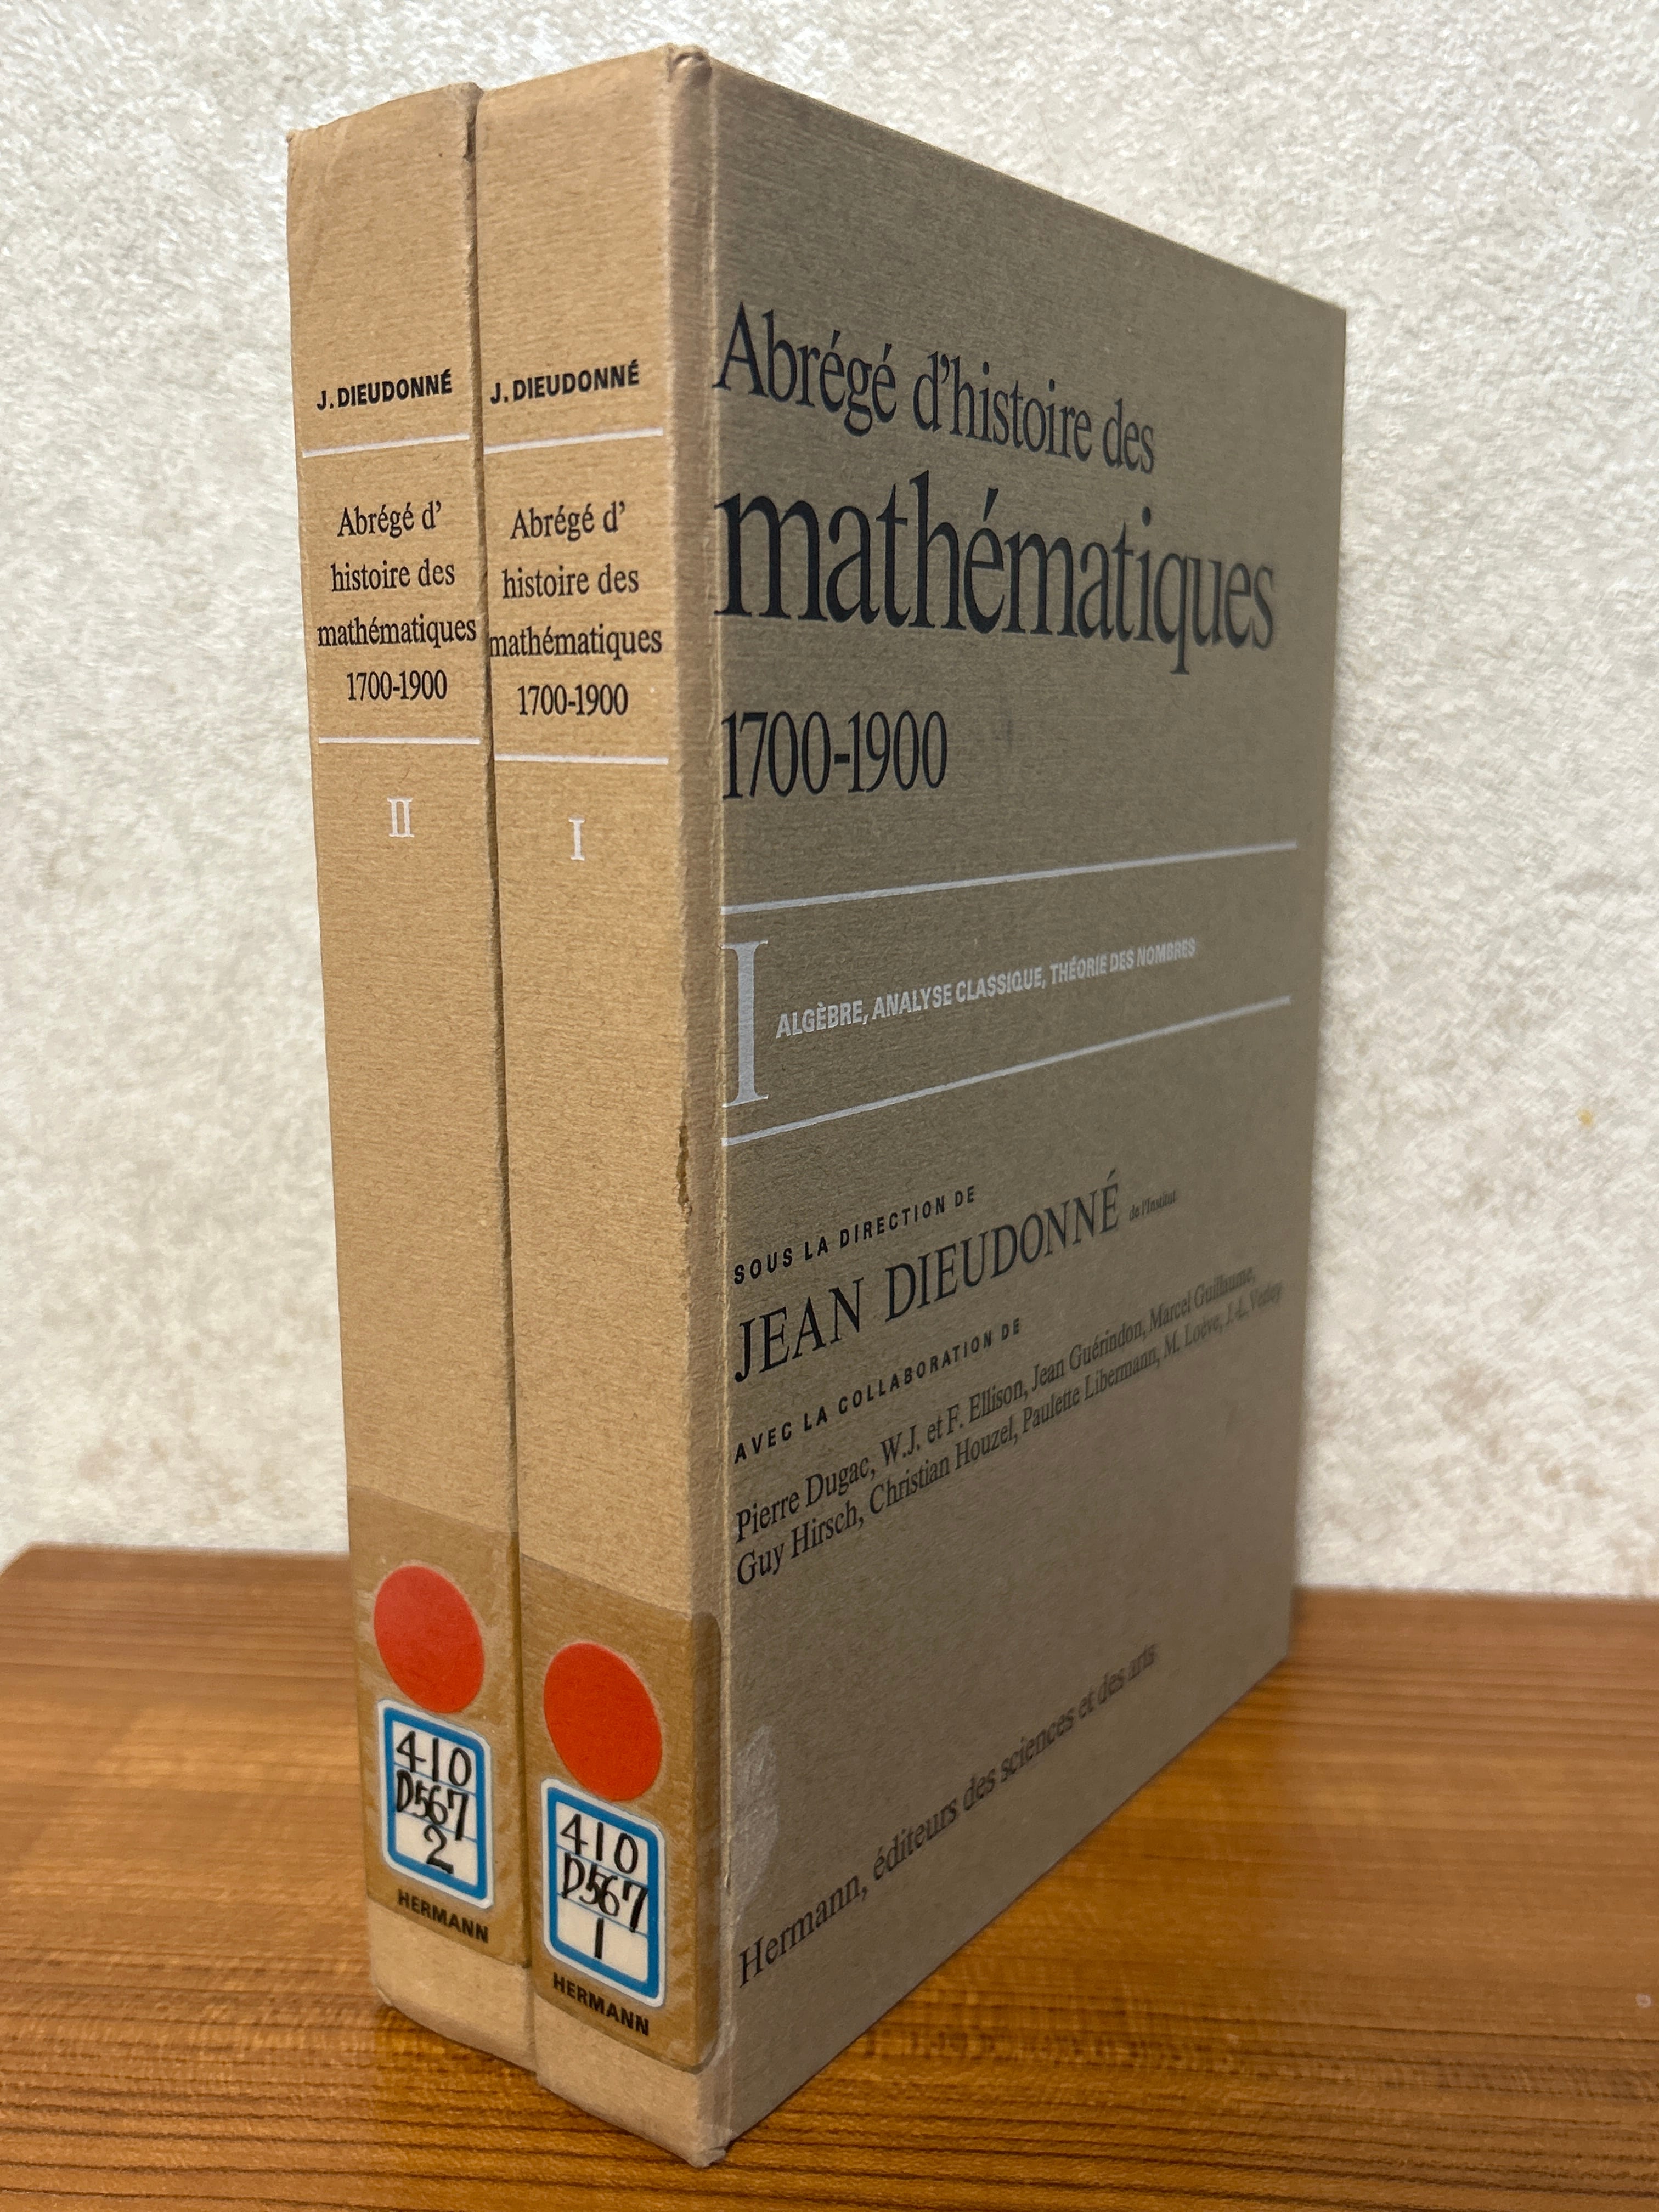 J. DIEUDONNÉ
Abrégé d'
histoire des
mathématiques
1700-1900
II
410
D567
2
HERMANN
J. DIEUDONNÉ
Abrégé d'
histoire des
mathématiques
1700-1900
I
410
D567
1
HERMANN
Abrégé d'histoire des
mathématiques
1700-1900
I ALGÈBRE, ANALYSE CLASSIQUE, THÉORIE DES NOMBRES
SOUS LA DIRECTION DE
JEAN DIEUDONNÉ de l'Institut
AVEC LA COLLABORATION DE
Pierre Dugac, W.J. et F. Ellison, Jean Guérindon, Marcel Guillaume,
Guy Hirsch, Christian Houzel, Paulette Libermann, M. Loève, J.-L. Verley
Hermann, éditeurs des sciences et des arts